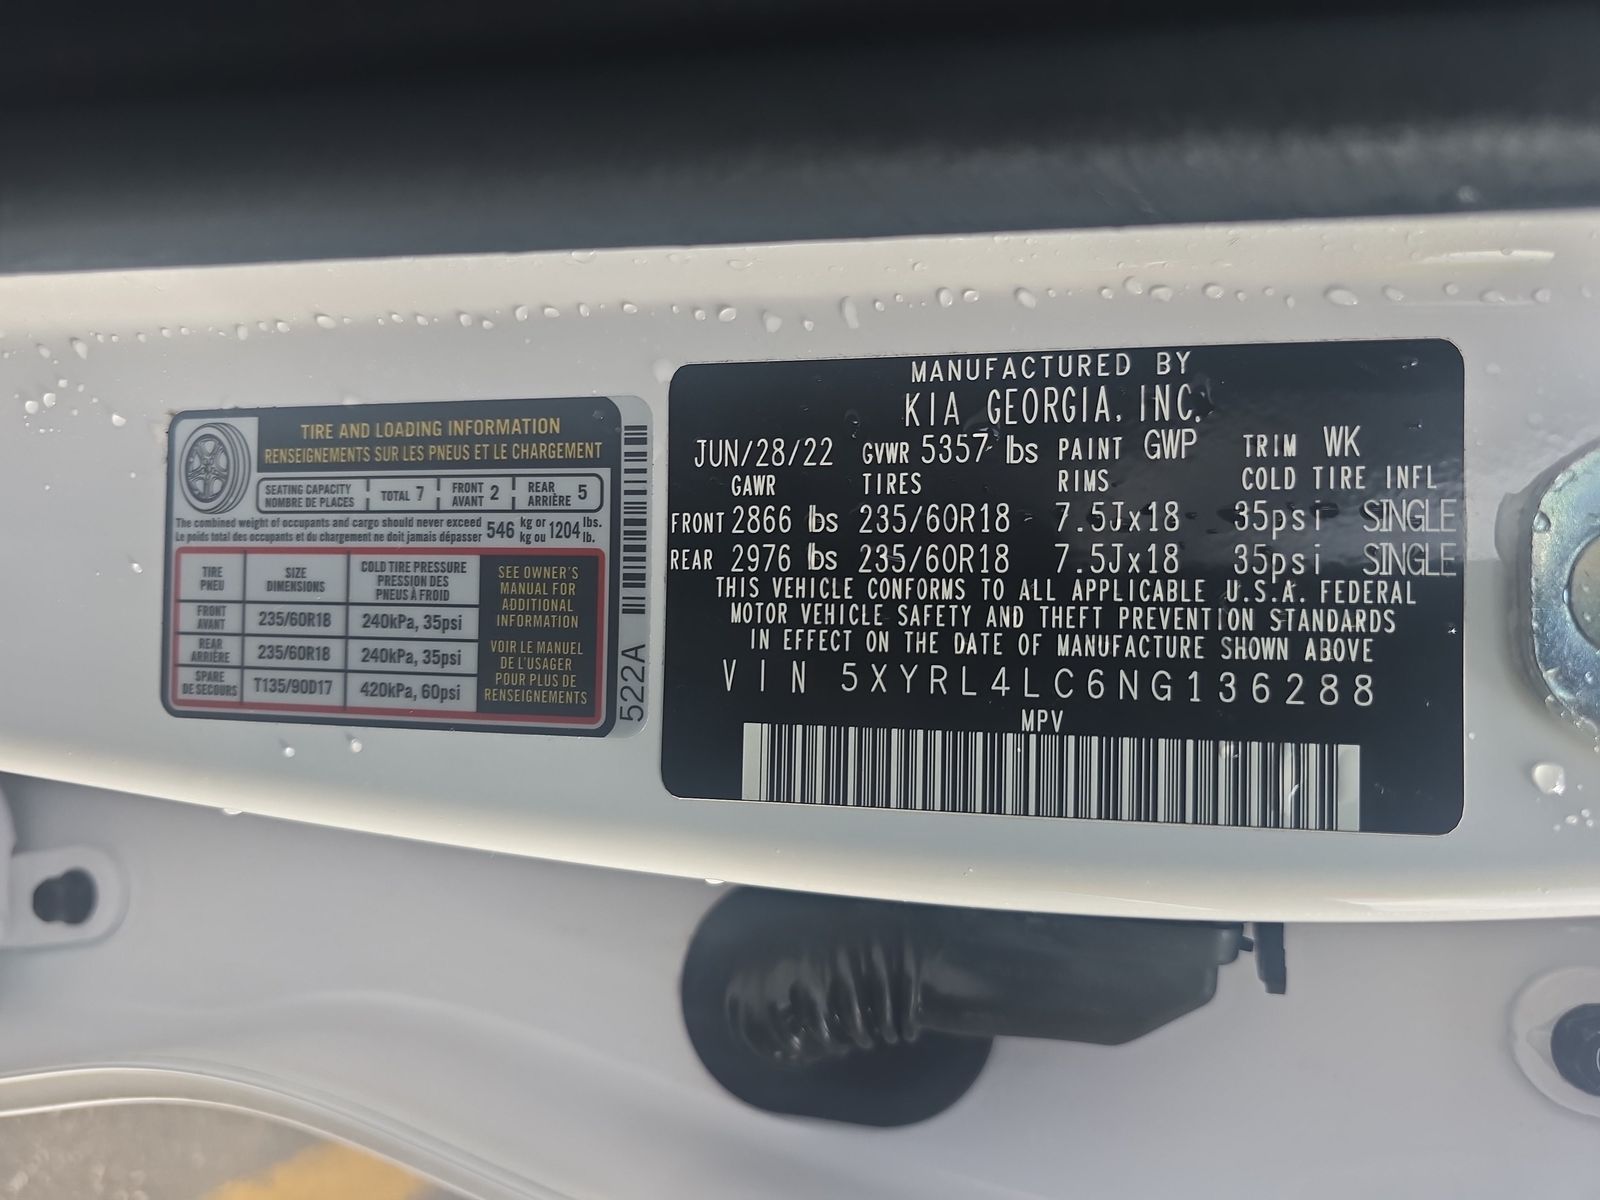 TIRE AND LOADING INFORMATION
RENSEIGNEMENTS SUR LES PNEUS ET LE CHARGEMENT
SEATING CAPACITY
NOMBRE DE PLACES
TOTAL 7
FRONT
AVANT 2
REAR
ARRIÈRE 5
The combined weight of occupants and cargo should never exceed 546 kg or 1204 lbs.
Le poids total des occupants et du chargement ne doit jamais dépasser kg ou lb.
TIRE
PNEU
SIZE
DIMENSIONS
COLD TIRE PRESSURE
PRESSION DES
PNEUS À FROID
FRONT
AVANT
235/60R18
240kPa, 35psi
REAR
ARRIÈRE
235/60R18
240kPa, 35psi
SPARE
DE SECOURS
T135/90D17
420kPa, 60psi
SEE OWNER'S
MANUAL FOR
ADDITIONAL
INFORMATION
VOIR LE MANUEL
DE L'USAGER
POUR PLUS DE
RENSEIGNEMENTS
522A
MANUFACTURED BY
KIA GEORGIA, INC.
JUN/28/22 GVWR 5357 lbs PAINT GWP TRIM WK
GAWR TIRES RIMS COLD TIRE INFL
FRONT 2866 lbs 235/60R18 7.5Jx18 35psi SINGLE
REAR 2976 lbs 235/60R18 7.5Jx18 35psi SINGLE
THIS VEHICLE CONFORMS TO ALL APPLICABLE U.S.A. FEDERAL
MOTOR VEHICLE SAFETY AND THEFT PREVENTION STANDARDS
IN EFFECT ON THE DATE OF MANUFACTURE SHOWN ABOVE
VIN 5XYRL4LC6NG136288
MPV